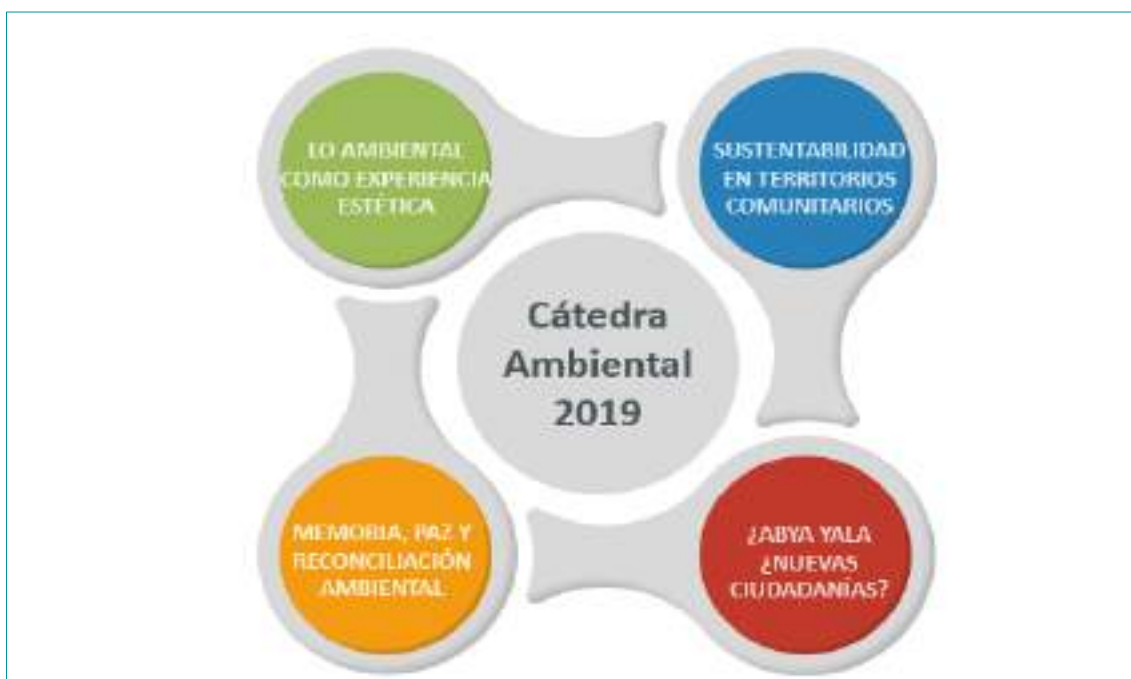 LO AMBIENTAL
COMO EXPERIENCIA
ESTÉTICA
SUSTENTABILIDAD
EN TERRITORIOS
COMUNITARIOS
Cátedra
Ambiental
2019
MEMORIA, PAZ Y
RECONCILIACIÓN
AMBIENTAL
¿ABYA YALA
¿NUEVAS
CIUDADANÍAS?